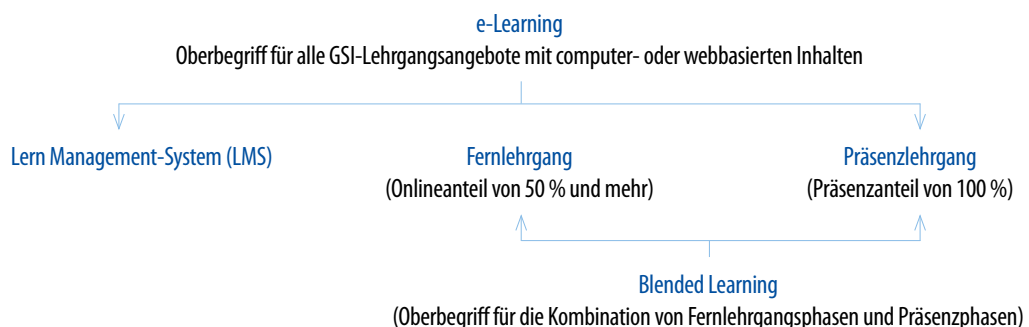 e-Learning
Oberbegriff für alle GSI-Lehrgangsangebote mit computer- oder webbasierten Inhalten
Lern Management-System (LMS)
Fernlehrgang
(Onlineanteil von 50 % und mehr)
Präsenzlehrgang
(Präsenzanteil von 100 %)
Blended Learning
(Oberbegriff für die Kombination von Fernlehrgangsphasen und Präsenzphasen)